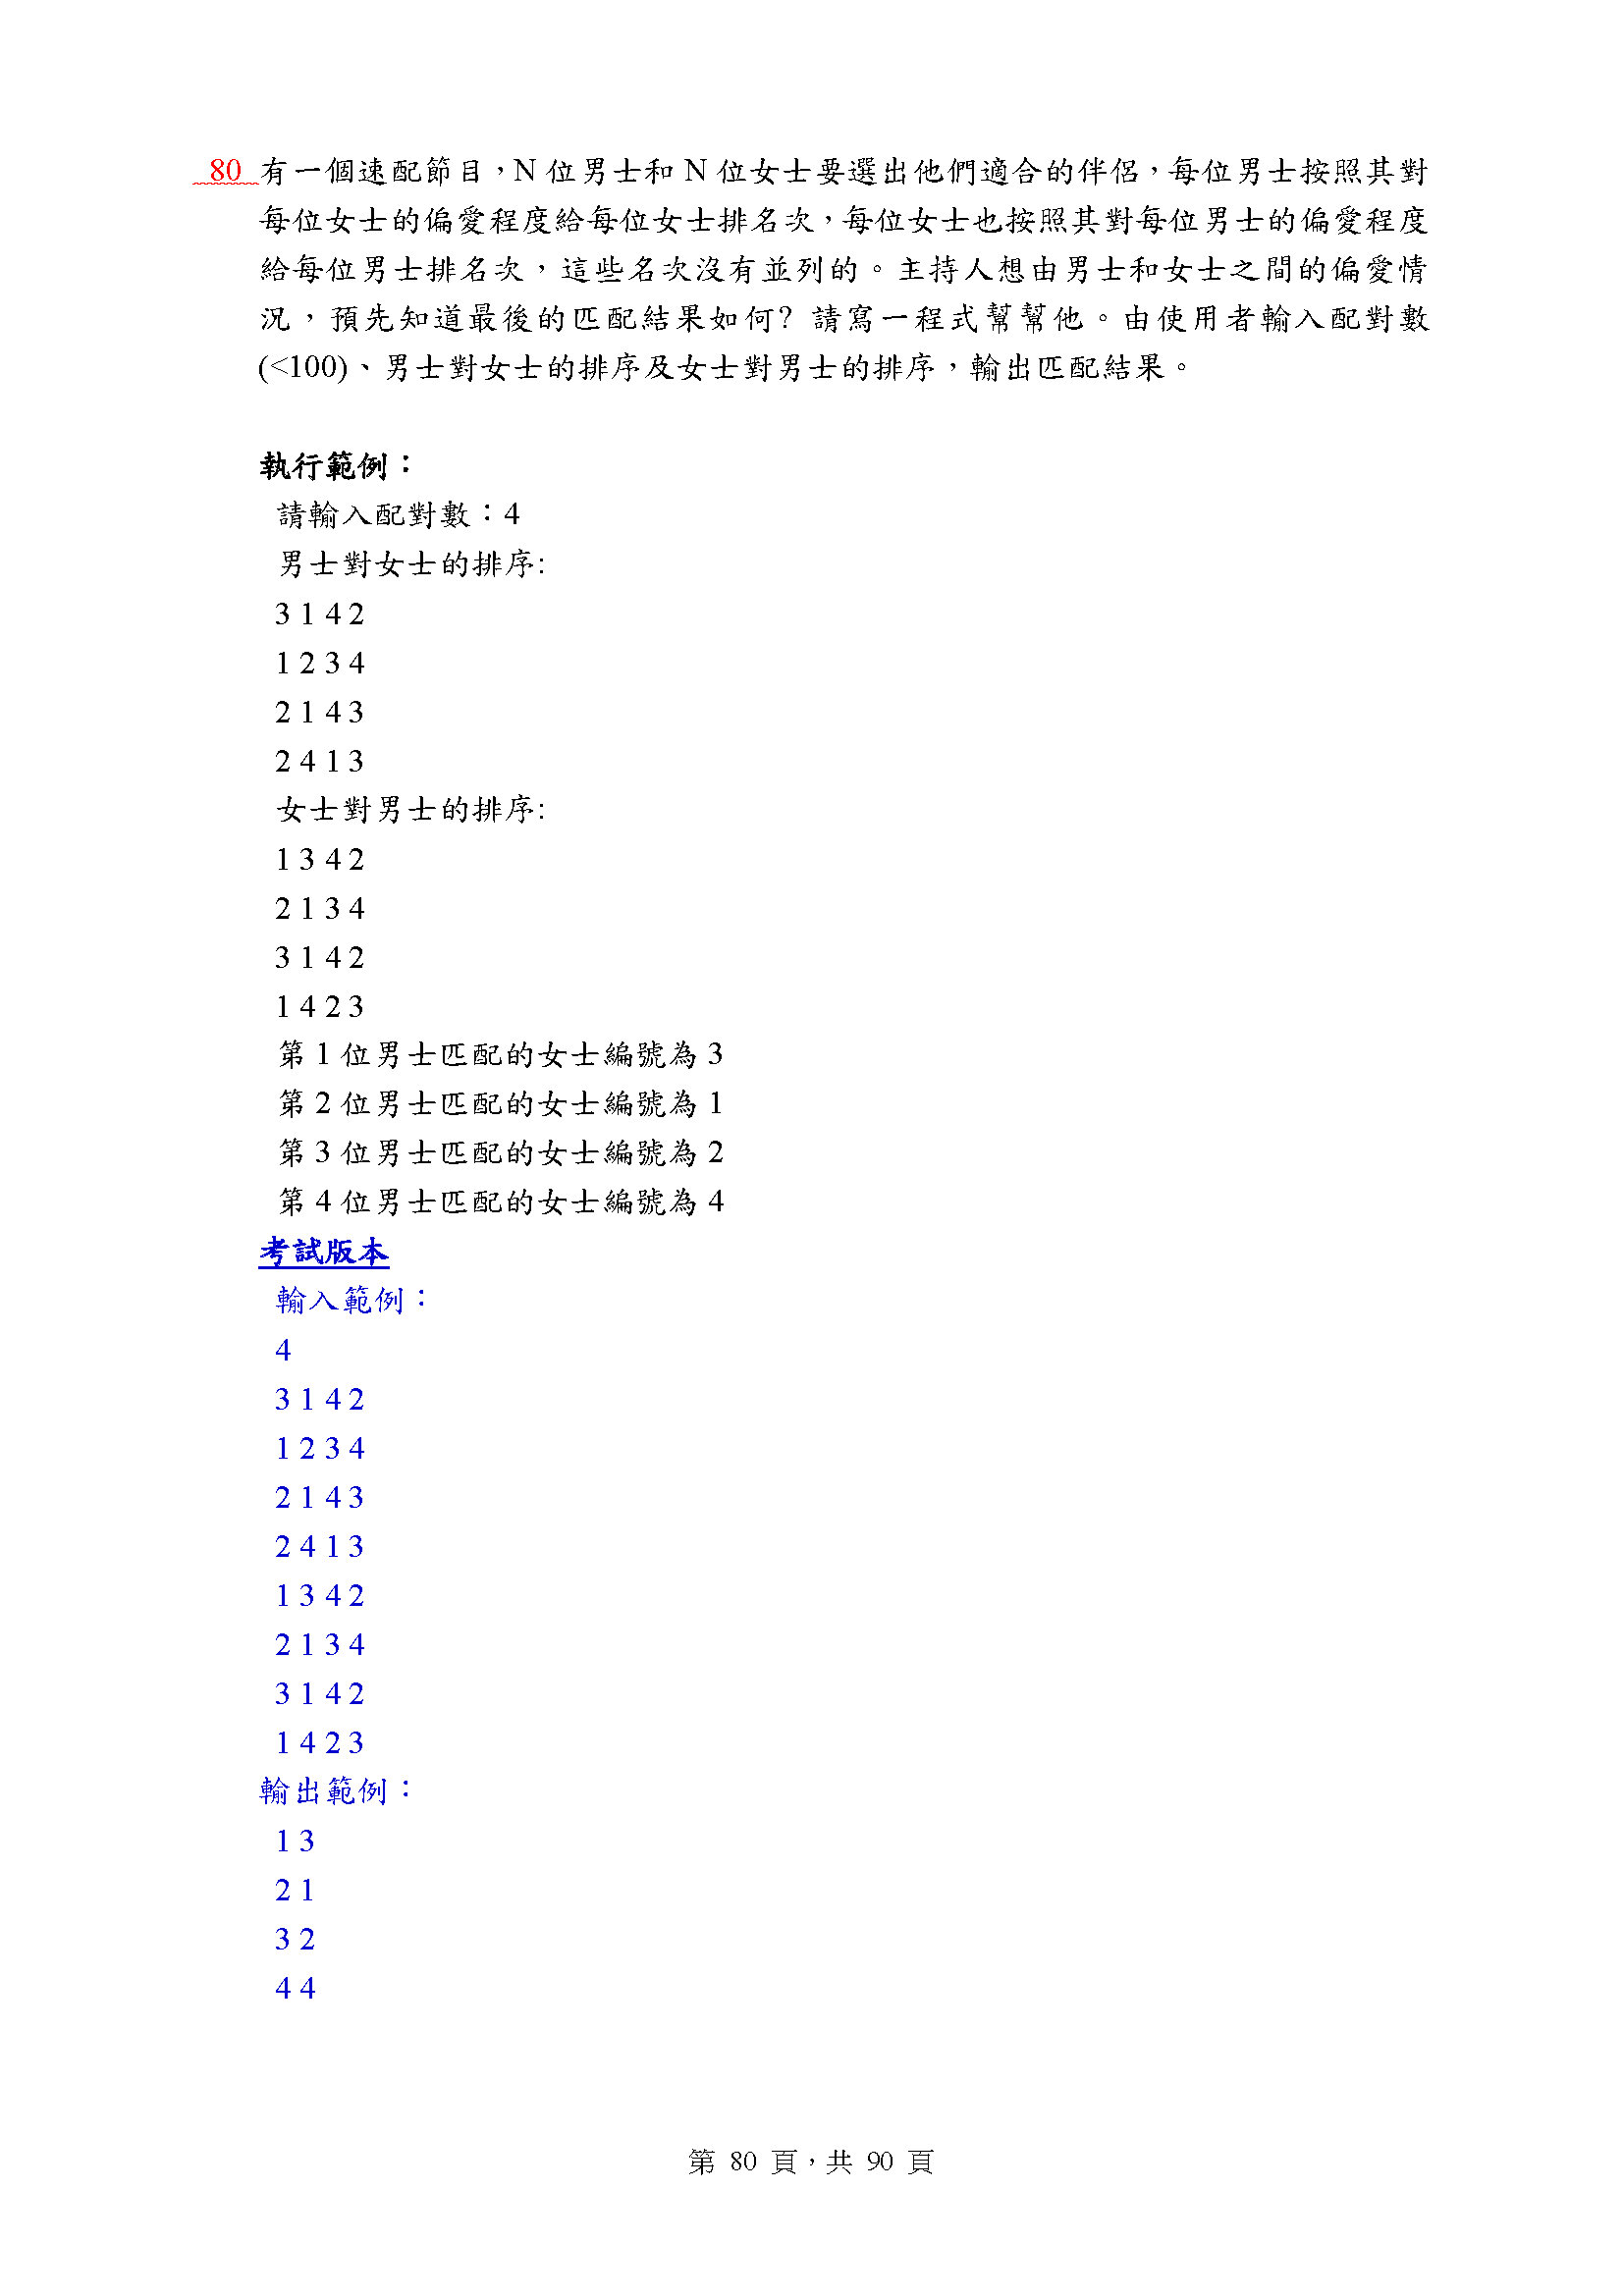 80 有一個速配節目，N 位男士和 N 位女士要選出他們適合的伴侶，每位男士按照其對
每位女士的偏愛程度給每位女士排名次，每位女士也按照其對每位男士的偏愛程度
給每位男士排名次，這些名次沒有並列的。主持人想由男士和女士之間的偏愛情
況，預先知道最後的匹配結果如何? 請寫一程式幫幫他。由使用者輸入配對數
(<100)、男士對女士的排序及女士對男士的排序，輸出匹配結果。
執行範例：
請輸入配對數：4
男士對女士的排序:
3 1 4 2
1 2 3 4
2 1 4 3
2 4 1 3
女士對男士的排序:
1 3 4 2
2 1 3 4
3 1 4 2
1 4 2 3
第 1 位男士匹配的女士編號為 3
第 2 位男士匹配的女士編號為 1
第 3 位男士匹配的女士編號為 2
第 4 位男士匹配的女士編號為 4
考試版本
輸入範例：
4
3 1 4 2
1 2 3 4
2 1 4 3
2 4 1 3
1 3 4 2
2 1 3 4
3 1 4 2
1 4 2 3
輸出範例：
1 3
2 1
3 2
4 4
第 80 頁，共 90 頁